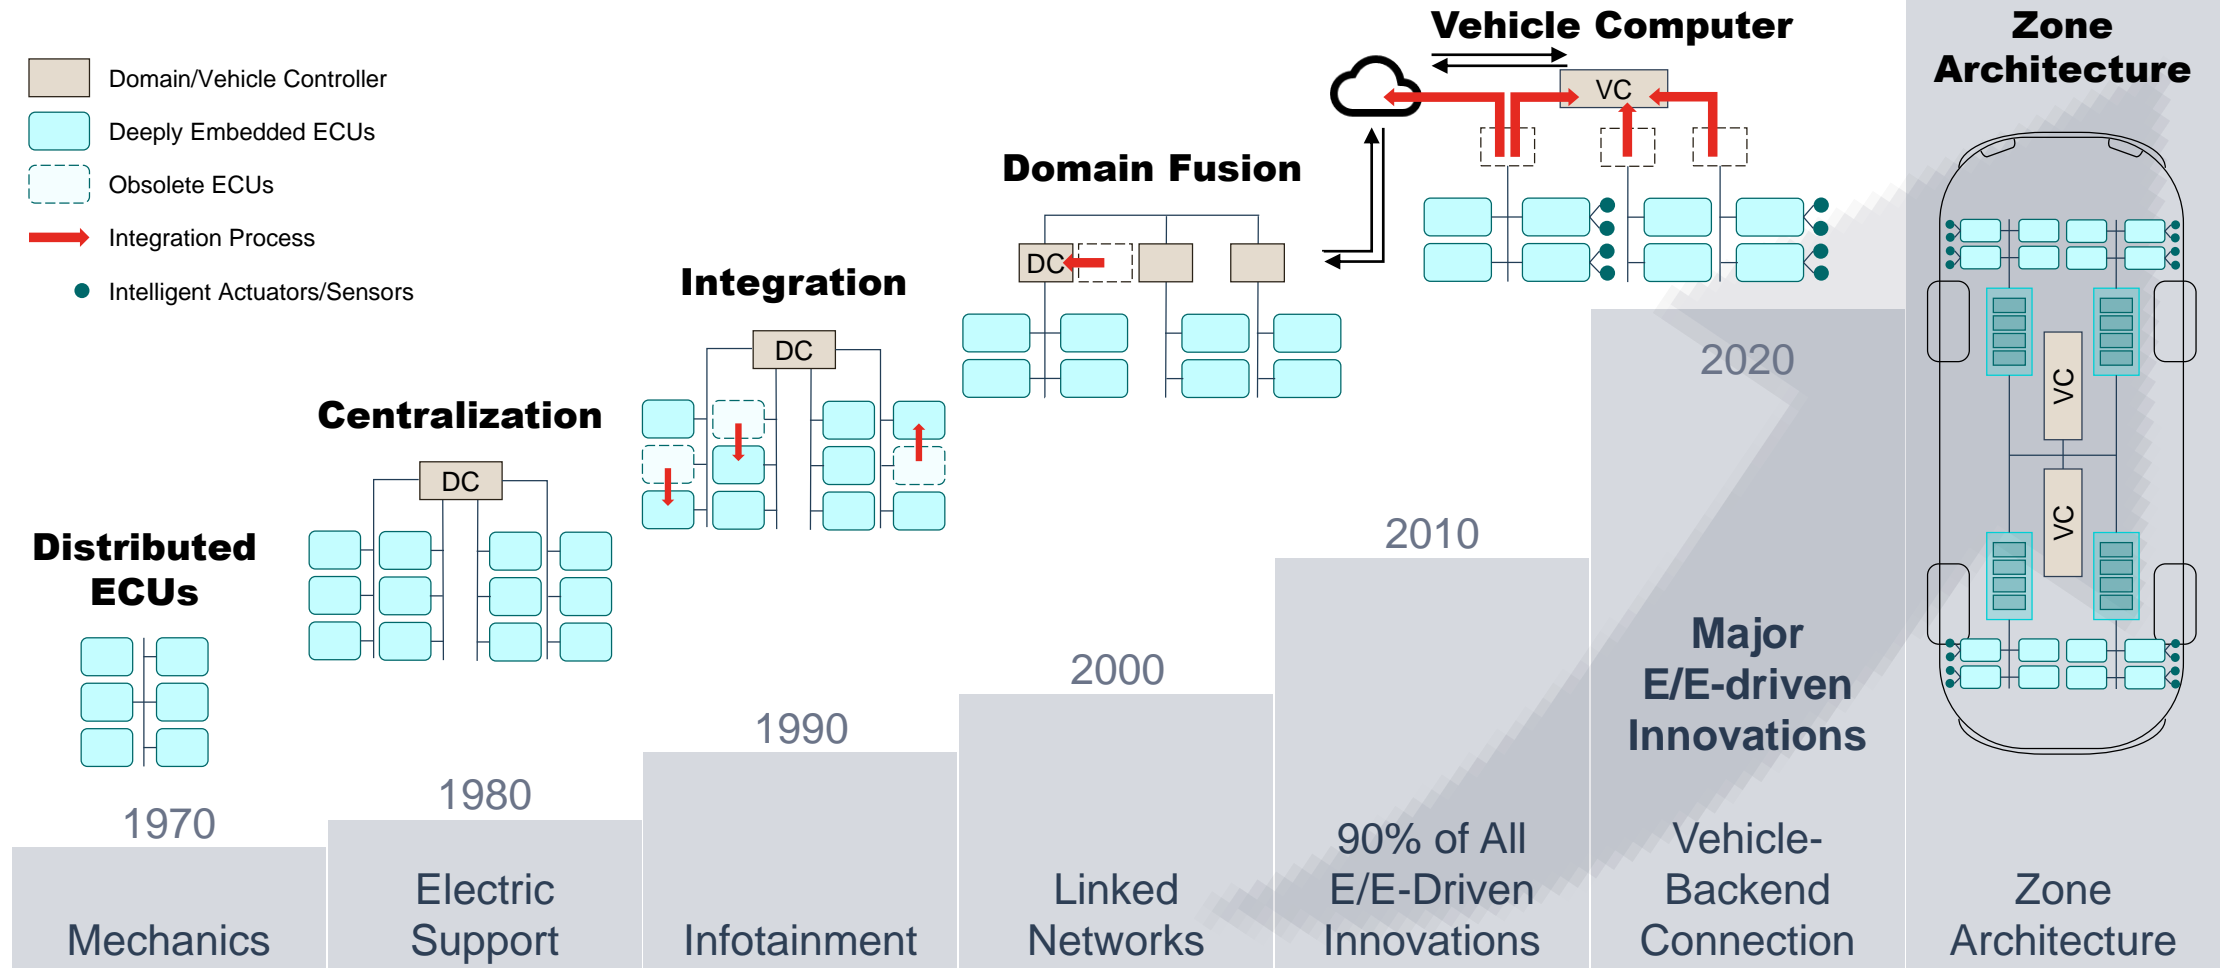 Domain/Vehicle Controller
Deeply Embedded ECUs
Obsolete ECUs
Integration Process
Intelligent Actuators/Sensors
Distributed
ECUs
Centralization
DC
Integration
DC
Domain Fusion
DC
Vehicle Computer
VC
Zone
Architecture
VC
VC
1970
Mechanics
1980
Electric
Support
1990
Infotainment
2000
Linked
Networks
2010
90% of All
E/E-Driven
Innovations
2020
Major
E/E-driven
Innovations
Vehicle-
Backend
Connection
Zone
Architecture